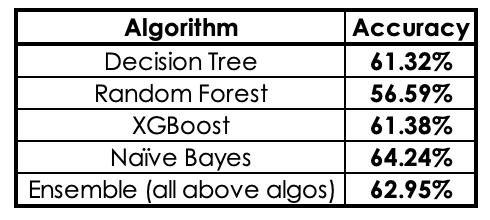 Algorithm Accuracy
Decision Tree 61.32%
Random Forest 56.59%
XGBoost 61.38%
Naïve Bayes 64.24%
Ensemble (all above algos) 62.95%